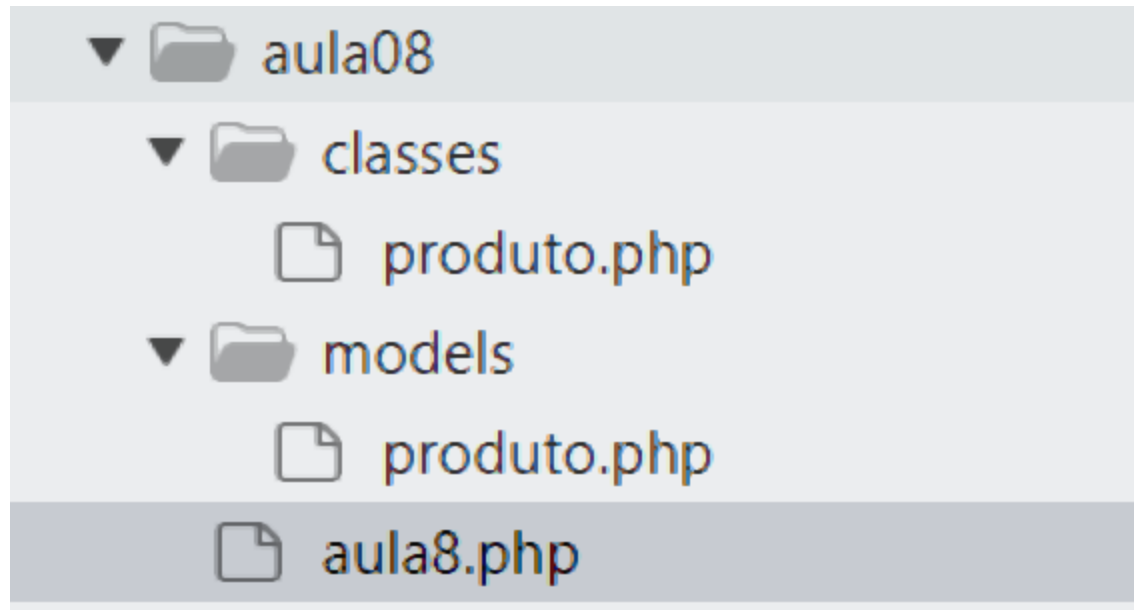 aula08
classes
produto.php
models
produto.php
aula8.php